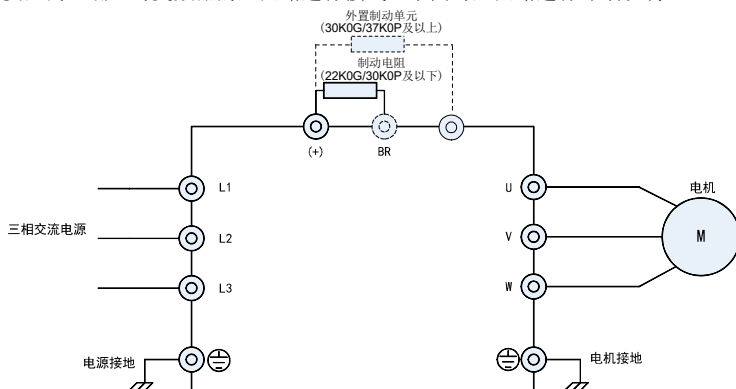 外置制动单元
(30K0G/37K0P及以上)
制动电阻
(22K0G/30K0P及以下)
(+)
BR
L1
U
电机
三相交流电源
L2
V
M
L3
W
电源接地
电机接地